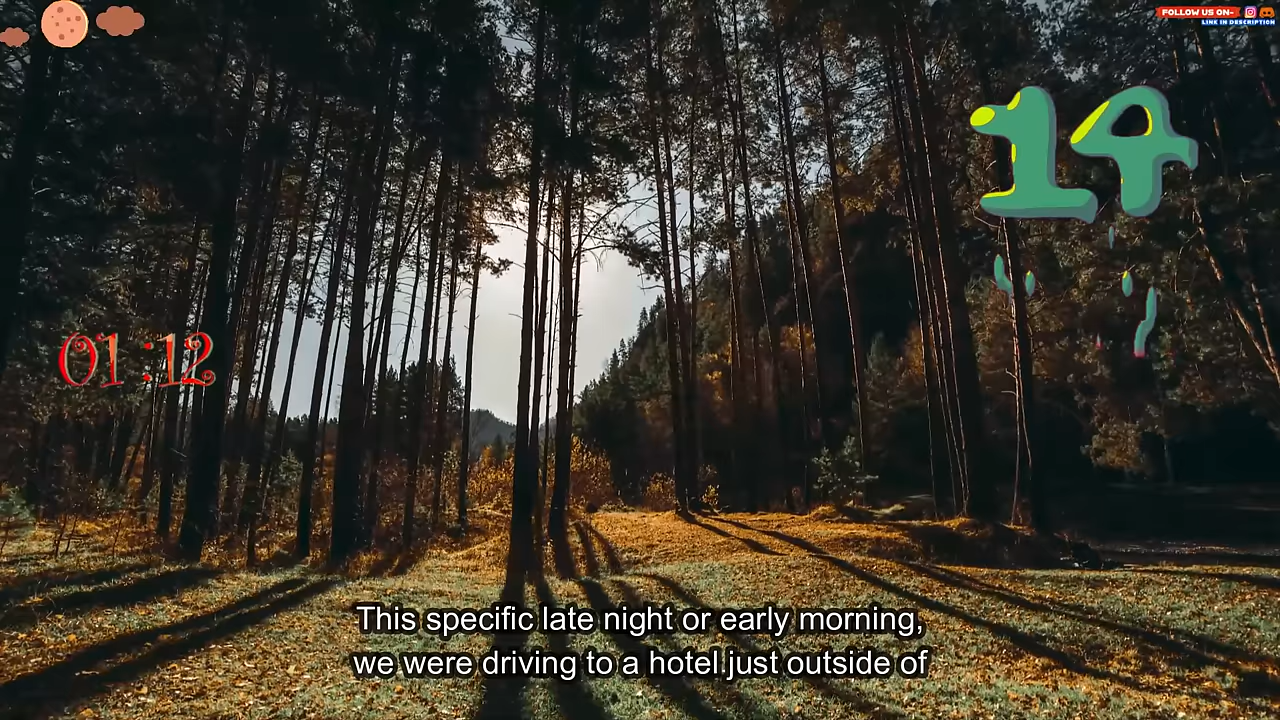 FOLLOW US ON-
LINK IN DESCRIPTION
14
01:12
This specific late night or early morning,
we were driving to a hotel just outside of